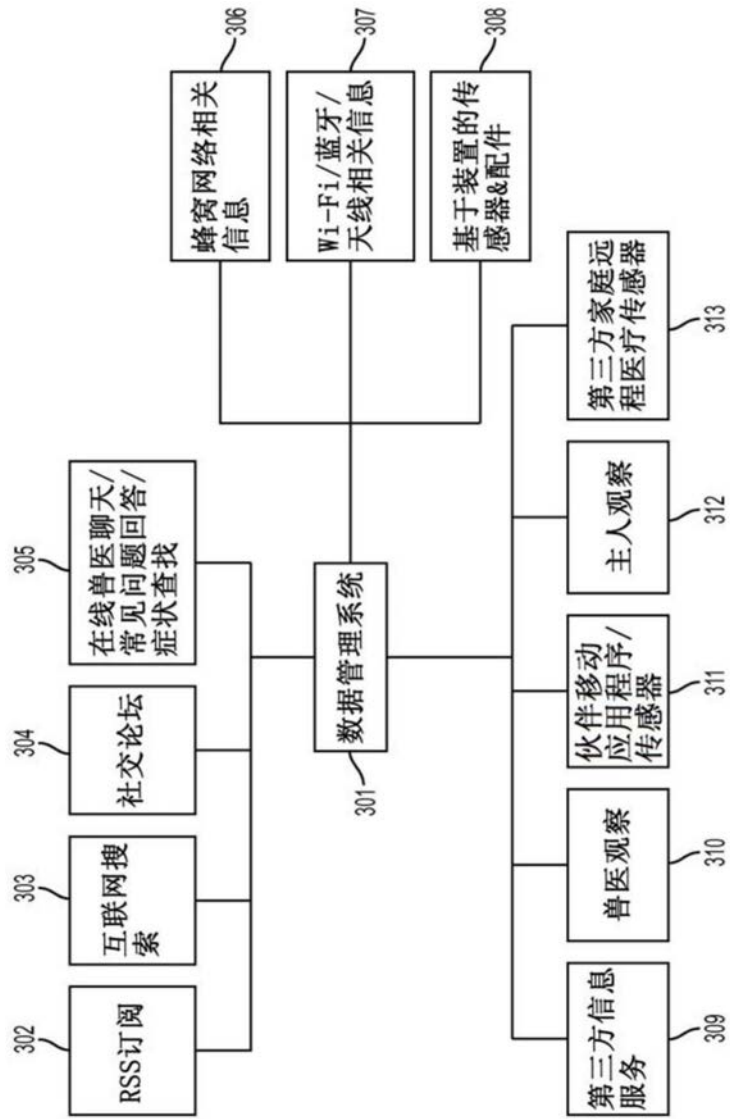 302
RSS订阅
303
互联网搜
索
304
社交论坛
305
在线兽医聊天/
常见问题回答/
症状查找
306
蜂窝网络相关
信息
307
Wi-Fi/蓝牙/
天线相关信息
308
基于装置的传
感器&配件
数据管理系统
301
第三方信息
服务
309
兽医观察
310
伙伴移动
应用程序/
传感器
311
主人观察
312
第三方家庭远
程医疗传感器
313